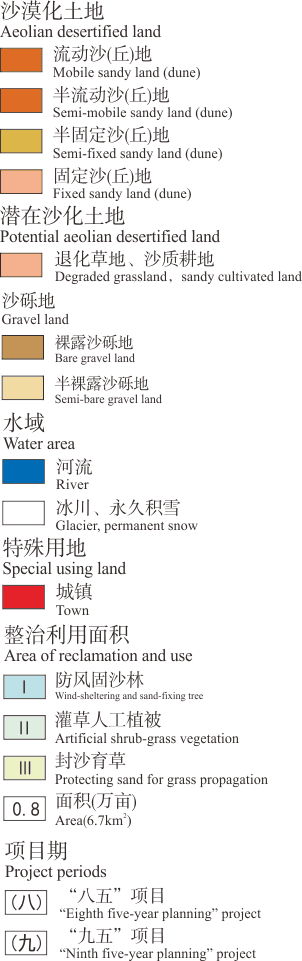 沙漠化土地
Aeolian desertified land
流动沙(丘)地
Mobile sandy land (dune)
半流动沙(丘)地
Semi-mobile sandy land (dune)
半固定沙(丘)地
Semi-fixed sandy land (dune)
固定沙(丘)地
Fixed sandy land (dune)
潜在沙化土地
Potential aeolian desertified land
退化草地、沙质耕地
Degraded grassland, sandy cultivated land
沙砾地
Gravel land
裸露沙砾地
Bare gravel land
半裸露沙砾地
Semi-bare gravel land
水域
Water area
河流
River
冰川、永久积雪
Glacier, permanent snow
特殊用地
Special using land
城镇
Town
整治利用面积
Area of reclamation and use
I 防风固沙林
Wind-sheltering and sand-fixing tree
II 灌草人工植被
Artificial shrub-grass vegetation
III 封沙育草
Protecting sand for grass propagation
0.8 面积(万亩)
Area(6.7km²)
项目期
Project periods
(八) “八五”项目
“Eighth five-year planning” project
(九) “九五”项目
“Ninth five-year planning” project